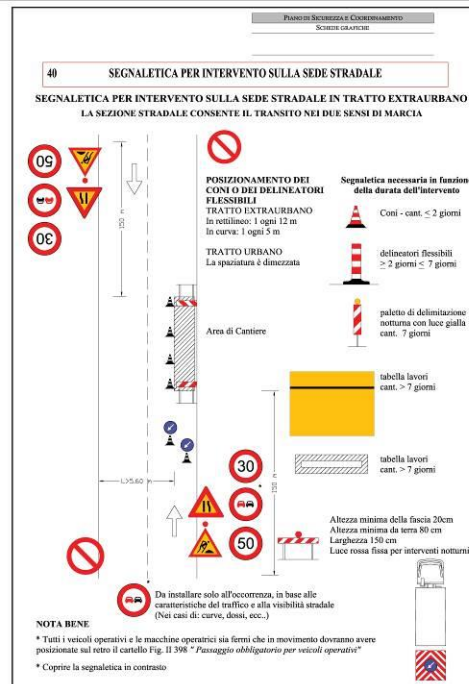 PIANO DI SICUREZZA E COORDINAMENTO
SCHEDE GRAFICHE
40 SEGNALETICA PER INTERVENTO SULLA SEDE STRADALE
SEGNALETICA PER INTERVENTO SULLA SEDE STRADALE IN TRATTO EXTRAURBANO
LA SEZIONE STRADALE CONSENTE IL TRANSITO NEI DUE SENSI DI MARCIA
50
30
150 m
POSIZIONAMENTO DEI
CONI O DEI DELINEATORI
FLESSIBILI
TRATTO EXTRAURBANO
In rettilineo: 1 ogni 12 m
In curva: 1 ogni 5 m
TRATTO URBANO
La spaziatura è dimezzata
Segnaletica necessaria in funzione
della durata dell'intervento
Coni - cant. ≤ 2 giorni
delineatori flessibili
≥ 2 giorni ≤ 7 giorni
paletto di delimitazione
notturna con luce gialla
cant. 7 giorni
Area di Cantiere
tabella lavori
cant. > 7 giorni
tabella lavori
cant. > 7 giorni
L>5.60 m
150 m
30
50
Altezza minima della fascia 20cm
Altezza minima da terra 80 cm
Larghezza 150 cm
Luce rossa fissa per interventi notturni
Da installare solo all'occorrenza, in base alle
caratteristiche del traffico e alla visibilità stradale
(Nei casi di: curve, dossi, ecc..)
NOTA BENE
* Tutti i veicoli operativi e le macchine operatrici sia fermi che in movimento dovranno avere
posizionate sul retro il cartello Fig. II 398 " Passaggio obbligatorio per veicoli operativi"
* Coprire la segnaletica in contrasto